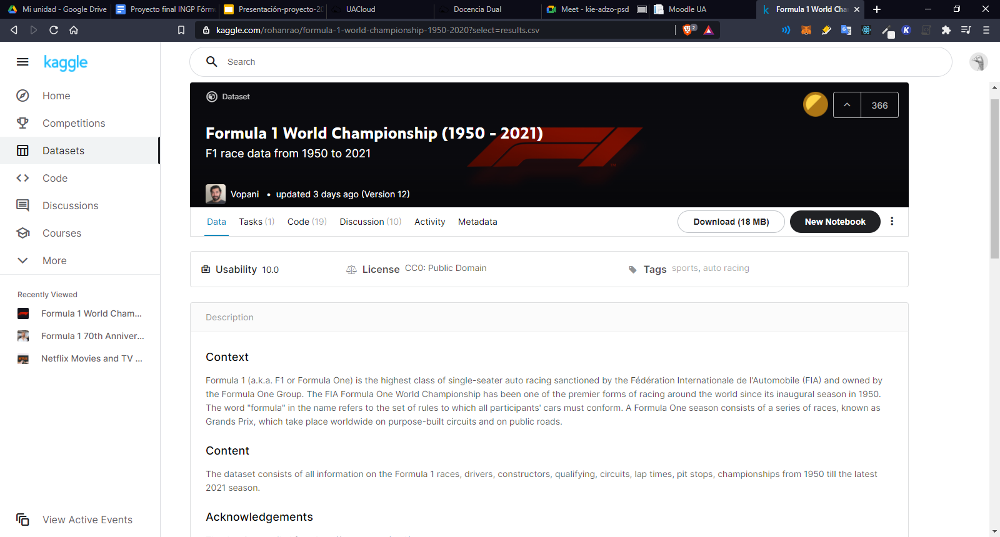 Mi unidad - Google Drive
Proyecto final INGP Fórmu
Presentación-proyecto-20
UACloud
Docencia Dual
Meet - kie-adzo-psd
Moodle UA
Formula 1 World Cha
kaggle.com/rohanrao/formula-1-world-championship-1950-2020?select=results.csv
2
kaggle
Search
Home
Competitions
Datasets
Code
Discussions
Courses
More
Recently Viewed
Formula 1 World Cham...
Formula 1 70th Anniver...
Netflix Movies and TV ...
View Active Events
Dataset
366
Formula 1 World Championship (1950 - 2021)
F1 race data from 1950 to 2021
Vopani • updated 3 days ago (Version 12)
Data Tasks (1) Code (19) Discussion (10) Activity Metadata Download (18 MB) New Notebook
Usability 10.0 License CC0: Public Domain Tags sports, auto racing
Description
Context
Formula 1 (a.k.a. F1 or Formula One) is the highest class of single-seater auto racing sanctioned by the Fédération Internationale de l'Automobile (FIA) and owned by
the Formula One Group. The FIA Formula One World Championship has been one of the premier forms of racing around the world since its inaugural season in 1950.
The word "formula" in the name refers to the set of rules to which all participants' cars must conform. A Formula One season consists of a series of races, known as
Grands Prix, which take place worldwide on purpose-built circuits and on public roads.
Content
The dataset consists of all information on the Formula 1 races, drivers, constructors, qualifying, circuits, lap times, pit stops, championships from 1950 till the latest
2021 season.
Acknowledgements